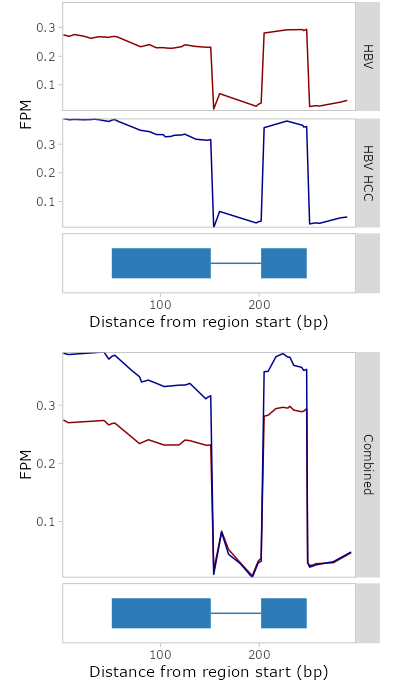 0.3
0.2
0.1
HBV
FPM
0.3
0.2
0.1
HBV HCC
100
200
Distance from region start (bp)
0.3
0.2
0.1
FPM
Combined
100
200
Distance from region start (bp)